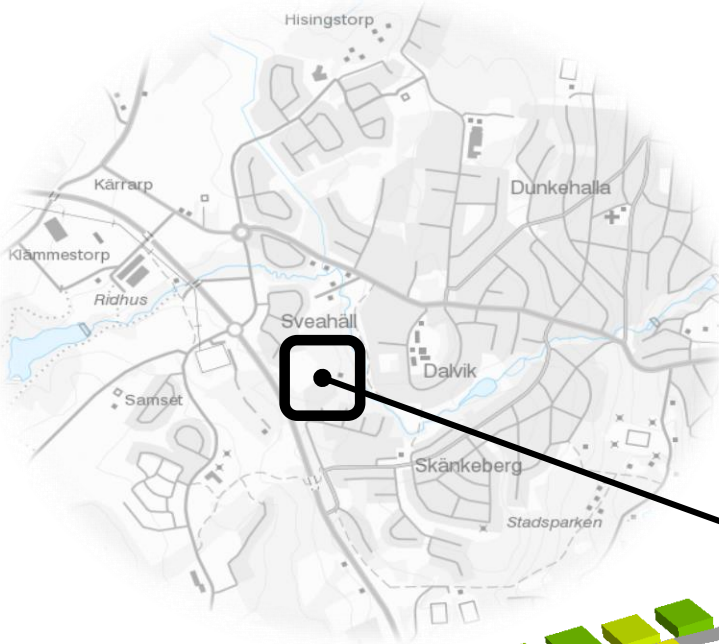 Hisingstorp
Kärrarp
Dunkehalla
Klämmestorp
Ridhus
Sveahäll
Dalvik
Samset
Skänkeberg
Stadsparken